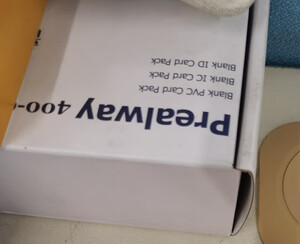 Prealway 400-
Blank PVC Card Pack
Blank IC Card Pack
Blank ID Card Pack